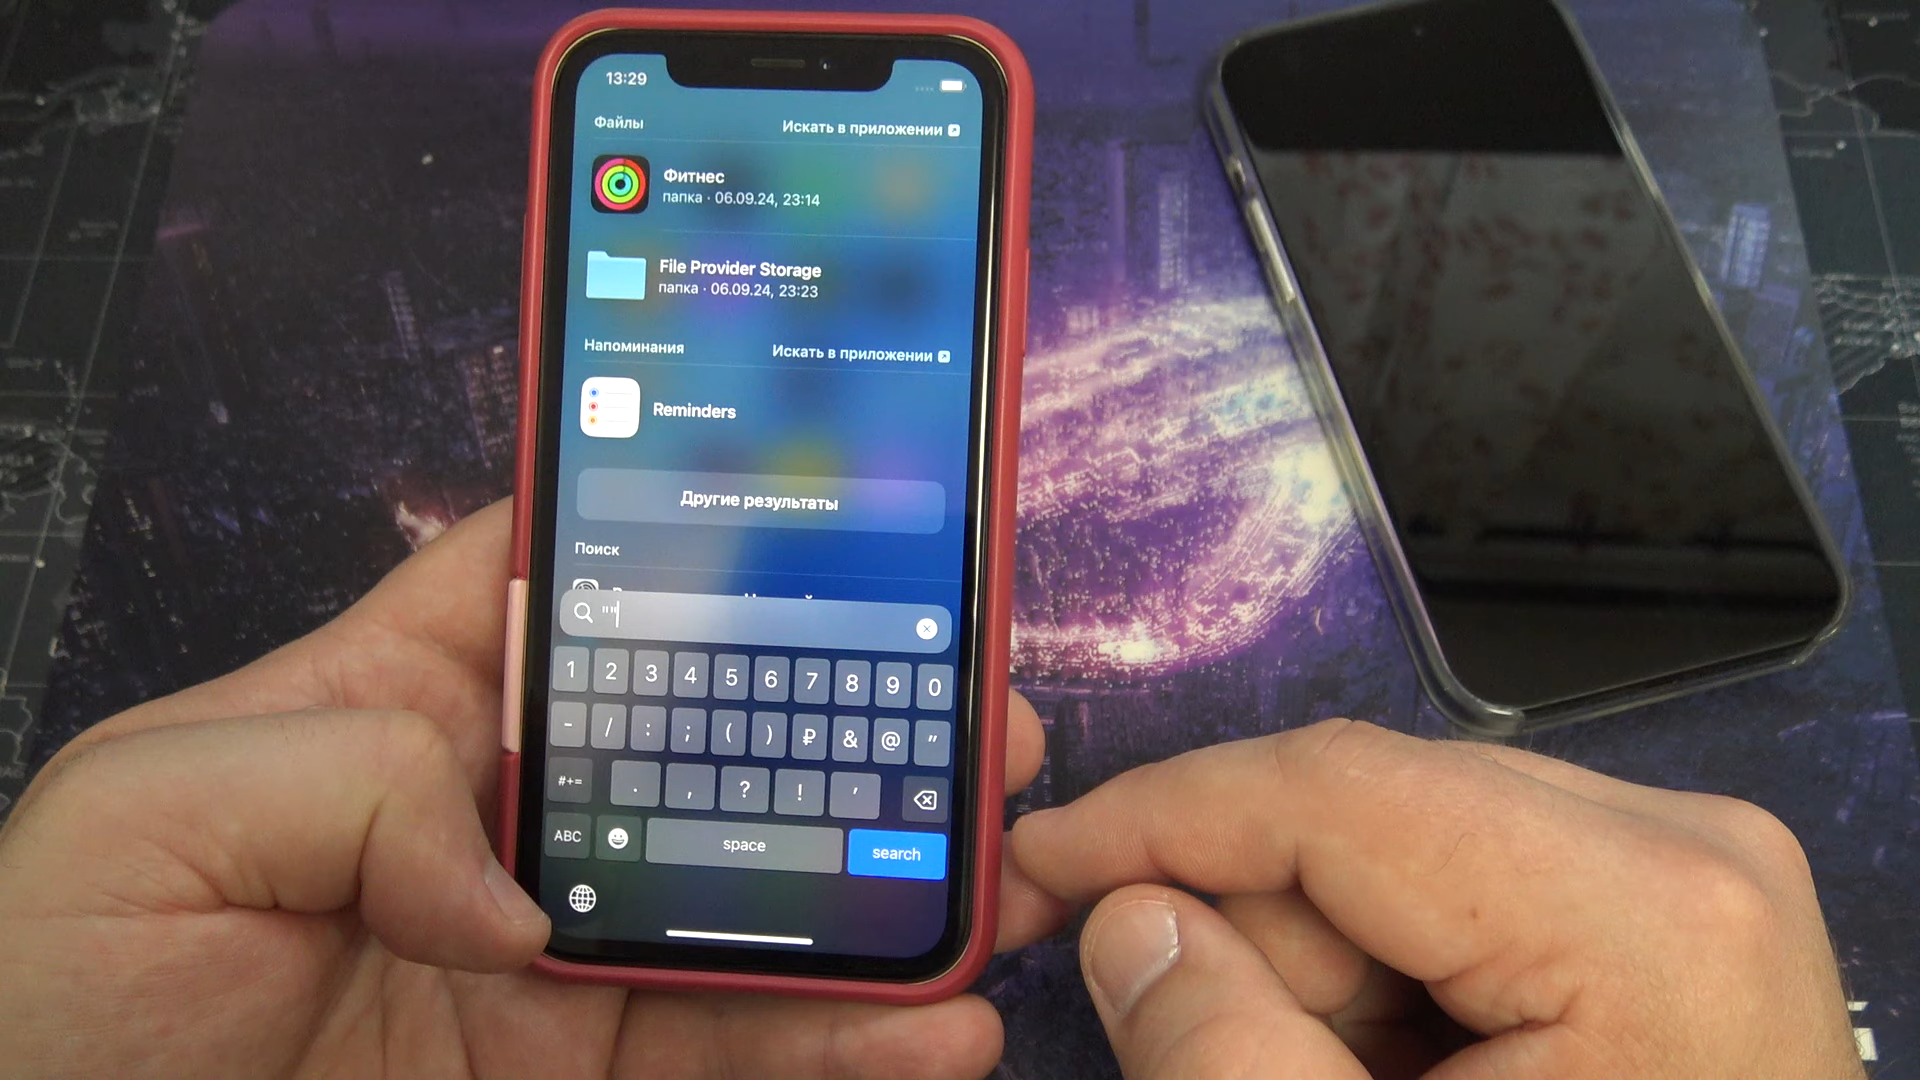 13:29
Файлы
Искать в приложении
Фитнес
папка · 06.09.24, 23:14
File Provider Storage
папка · 06.09.24, 23:23
Напоминания
Искать в приложении
Reminders
Другие результаты
Поиск
""
1 2 3 4 5 6 7 8 9 0
- / : ; ( ) ₽ & @ "
#+= . , ? ! '
ABC space search